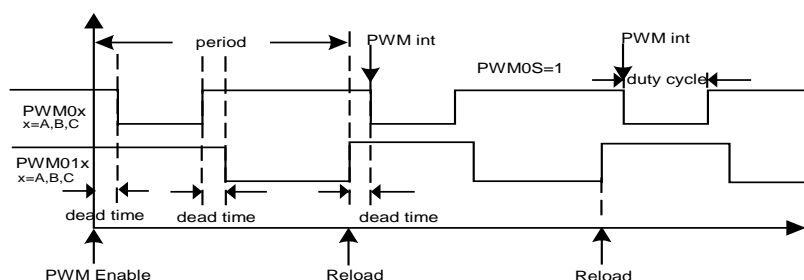 period
PWM int
PWM0S=1
PWM int
duty cycle
PWM0x
x=A,B,C
PWM01x
x=A,B,C
dead time
dead time
dead time
PWM Enable
Reload
Reload